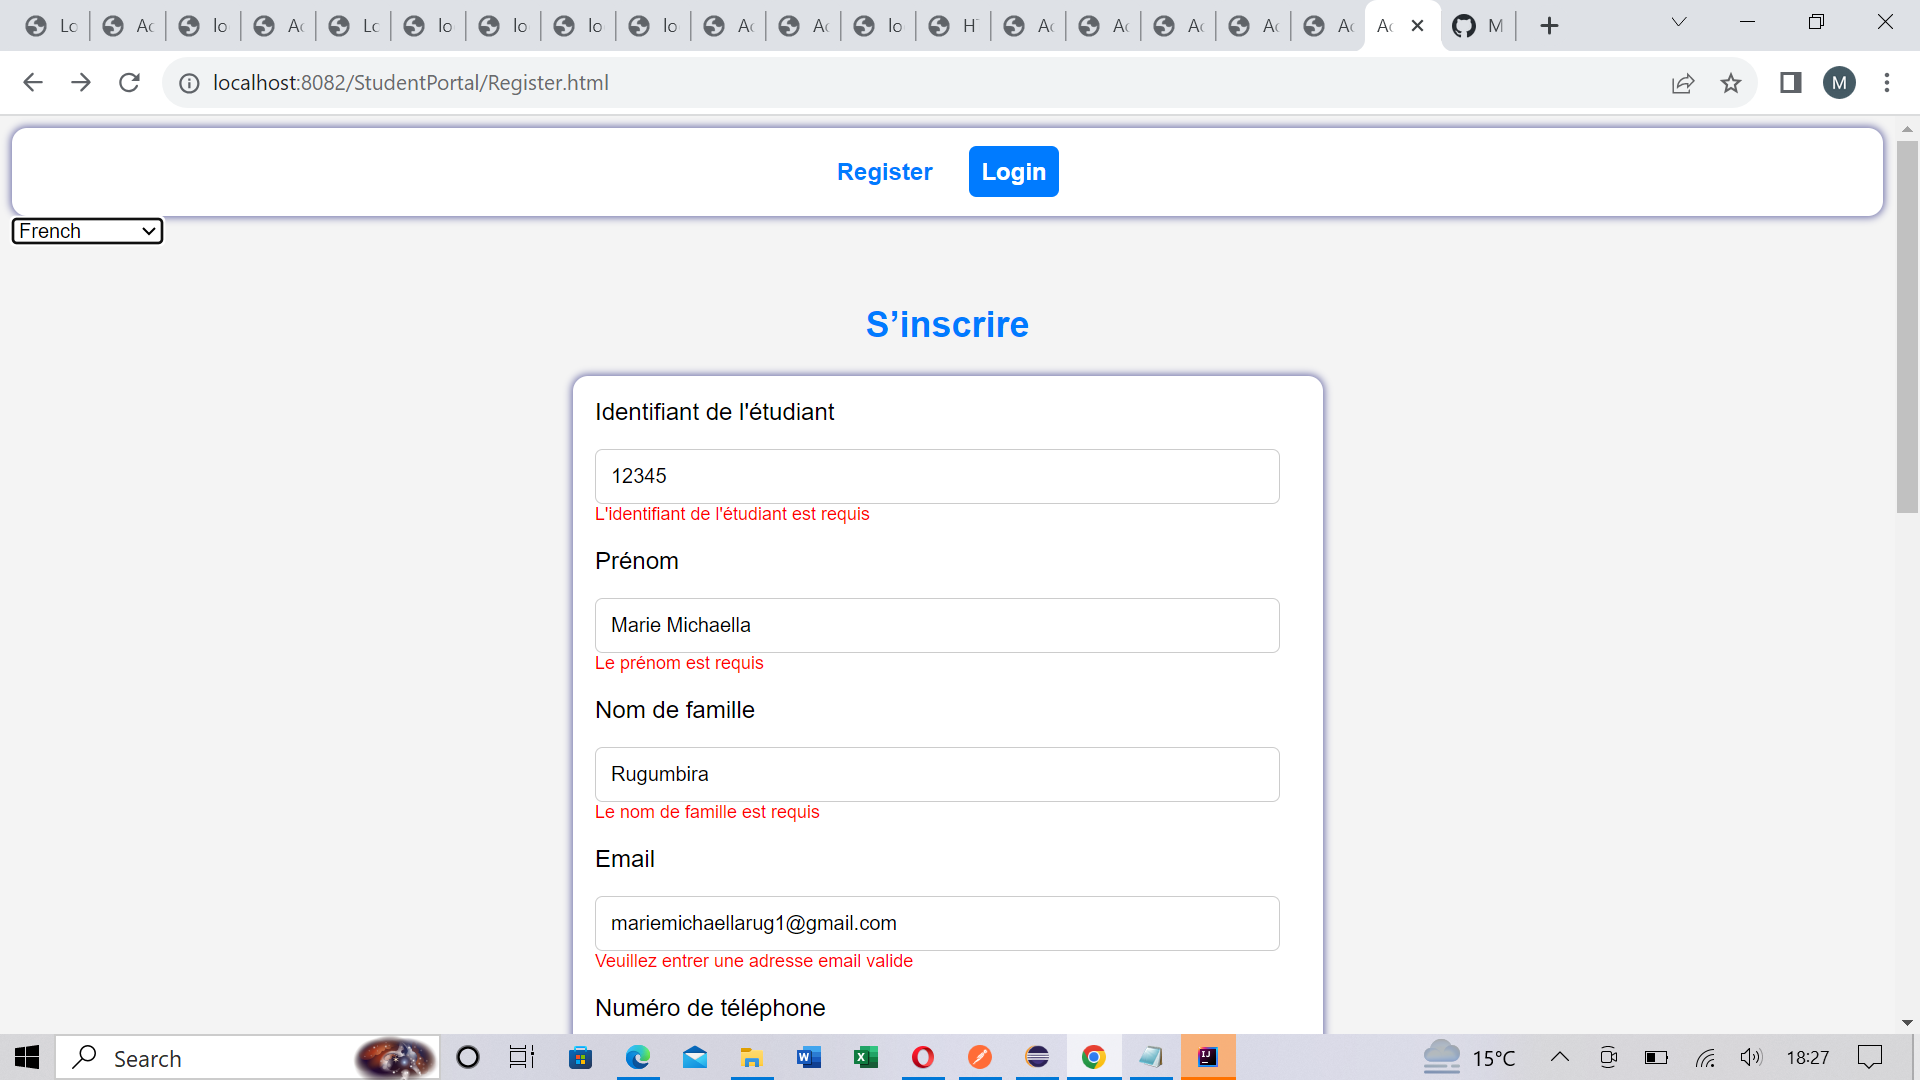 Lo Ac lo Ac Lo lo lo lo lo Ac Ac lo H Ac Ac Ac Ac Ac Ac M
localhost:8082/StudentPortal/Register.html M
Register Login
French
S’inscrire
Identifiant de l'étudiant
12345
L'identifiant de l'étudiant est requis
Prénom
Marie Michaella
Le prénom est requis
Nom de famille
Rugumbira
Le nom de famille est requis
Email
mariemichaellarug1@gmail.com
Veuillez entrer une adresse email valide
Numéro de téléphone
Search 15°C 18:27